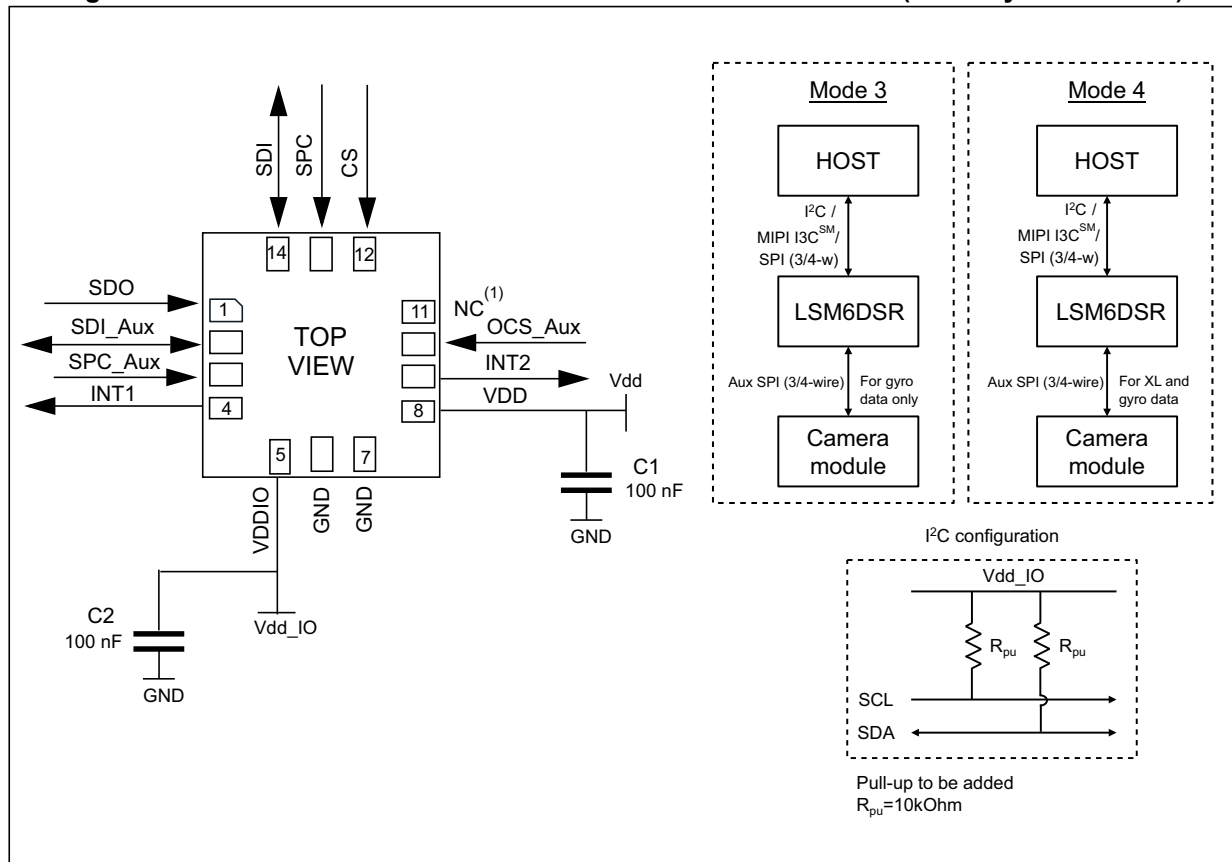 SDI
SPC
CS
14
12
SDO
1
SDI_Aux
SPC_Aux
INT1
4
TOP
VIEW
NC(1)
11
OCS_Aux
INT2
VDD
8
Vdd
5
7
VDDIO
GND
GND
C1
100 nF
GND
C2
100 nF
GND
Vdd_IO
Mode 3
HOST
I²C /
MIPI I3CSM/
SPI (3/4-w)
LSM6DSR
Aux SPI (3/4-wire)
For gyro
data only
Camera
module
Mode 4
HOST
I²C /
MIPI I3CSM/
SPI (3/4-w)
LSM6DSR
Aux SPI (3/4-wire)
For XL and
gyro data
Camera
module
I²C configuration
Vdd_IO
Rpu
Rpu
SCL
SDA
Pull-up to be added
Rpu=10kOhm